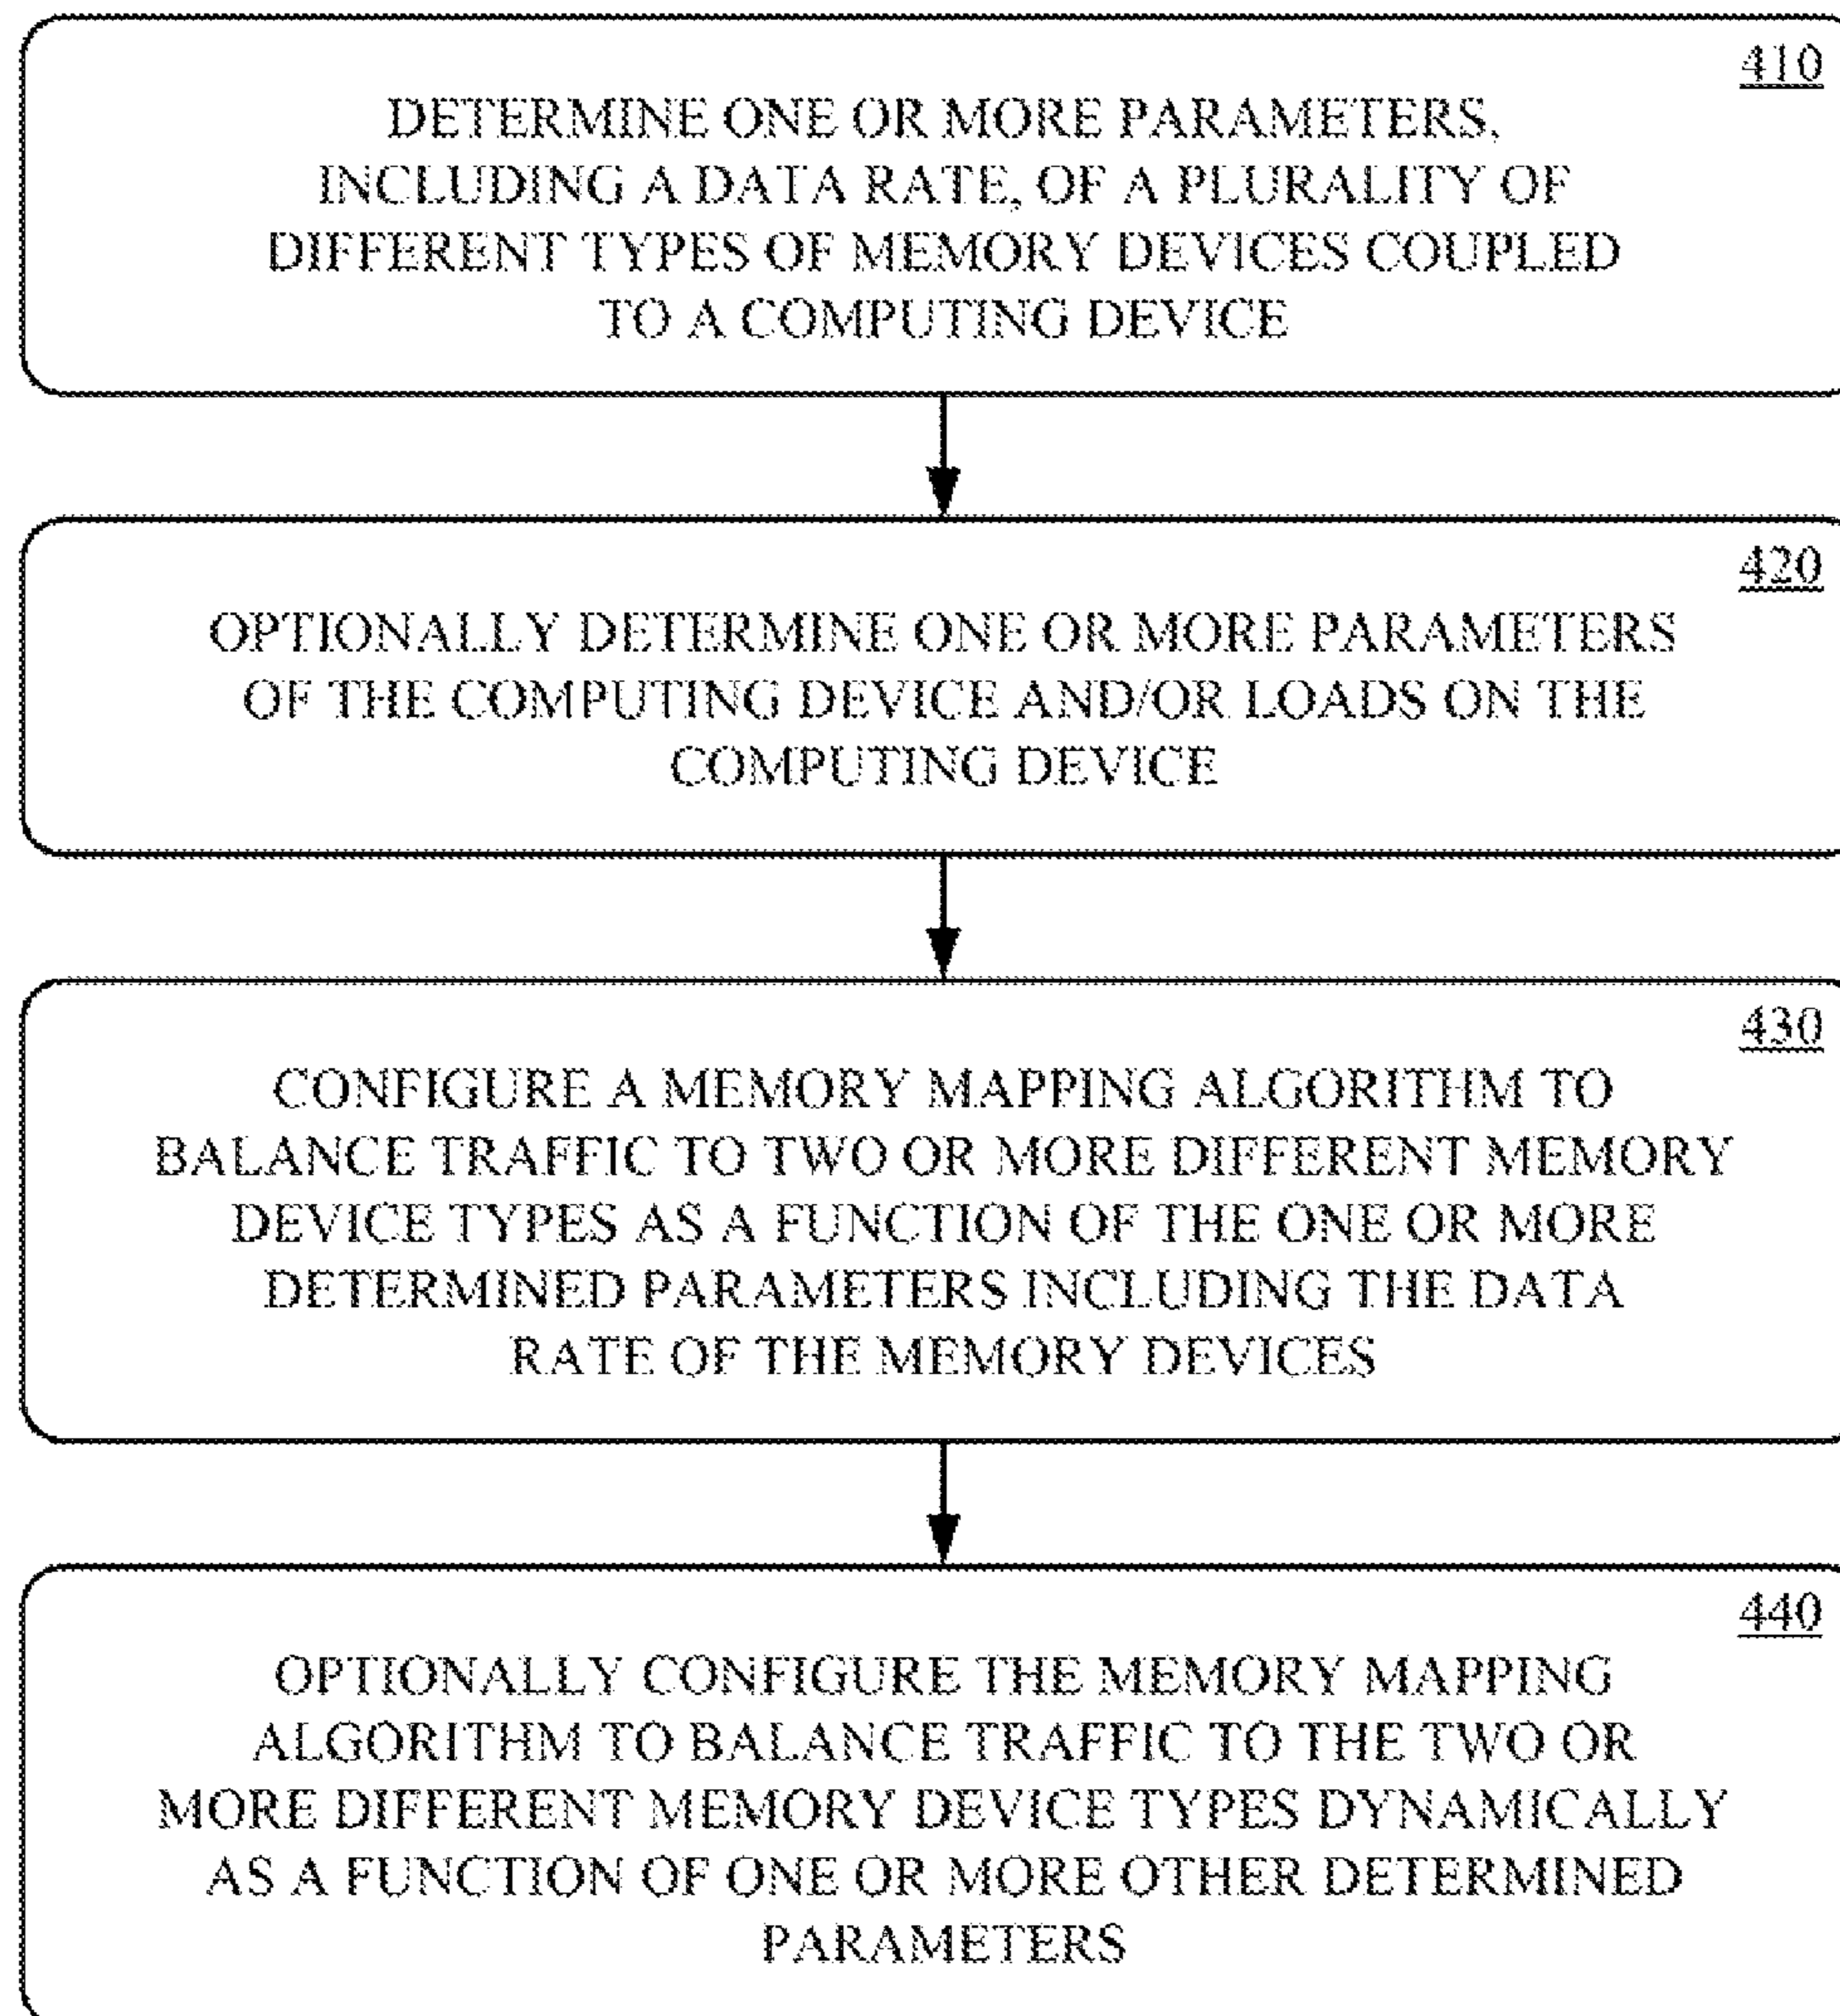 410
DETERMINE ONE OR MORE PARAMETERS,
INCLUDING A DATA RATE, OF A PLURALITY OF
DIFFERENT TYPES OF MEMORY DEVICES COUPLED
TO A COMPUTING DEVICE
420
OPTIONALLY DETERMINE ONE OR MORE PARAMETERS
OF THE COMPUTING DEVICE AND/OR LOADS ON THE
COMPUTING DEVICE
430
CONFIGURE A MEMORY MAPPING ALGORITHM TO
BALANCE TRAFFIC TO TWO OR MORE DIFFERENT MEMORY
DEVICE TYPES AS A FUNCTION OF THE ONE OR MORE
DETERMINED PARAMETERS INCLUDING THE DATA
RATE OF THE MEMORY DEVICES
440
OPTIONALLY CONFIGURE THE MEMORY MAPPING
ALGORITHM TO BALANCE TRAFFIC TO THE TWO OR
MORE DIFFERENT MEMORY DEVICE TYPES DYNAMICALLY
AS A FUNCTION OF ONE OR MORE OTHER DETERMINED
PARAMETERS